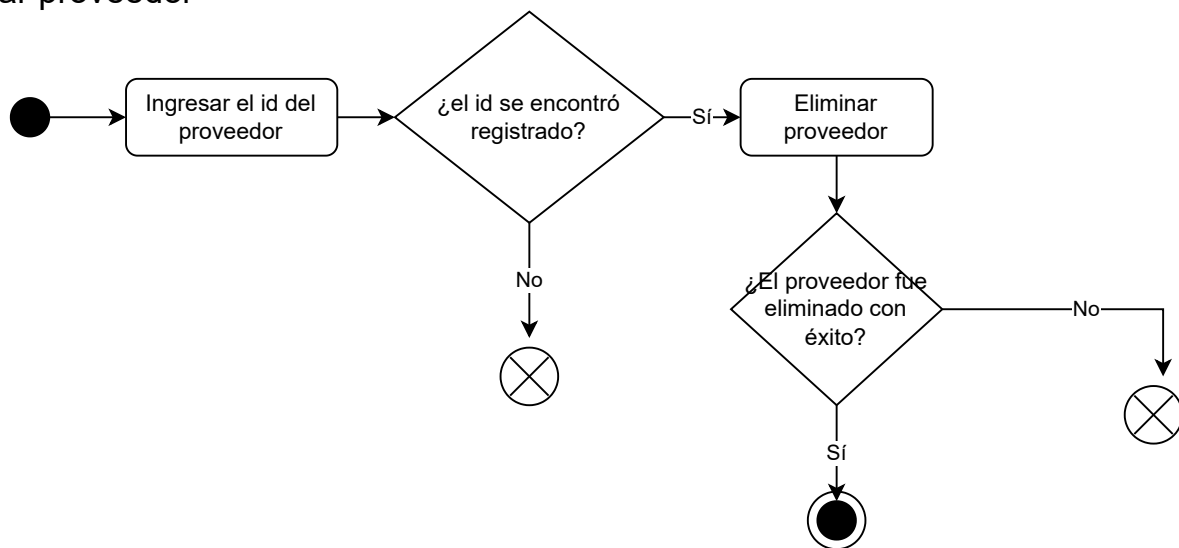 proveedor
Ingresar el id del
proveedor
¿el id se encontró
registrado?
Sí
Eliminar
proveedor
No
¿El proveedor fue
eliminado con
éxito?
No
Sí